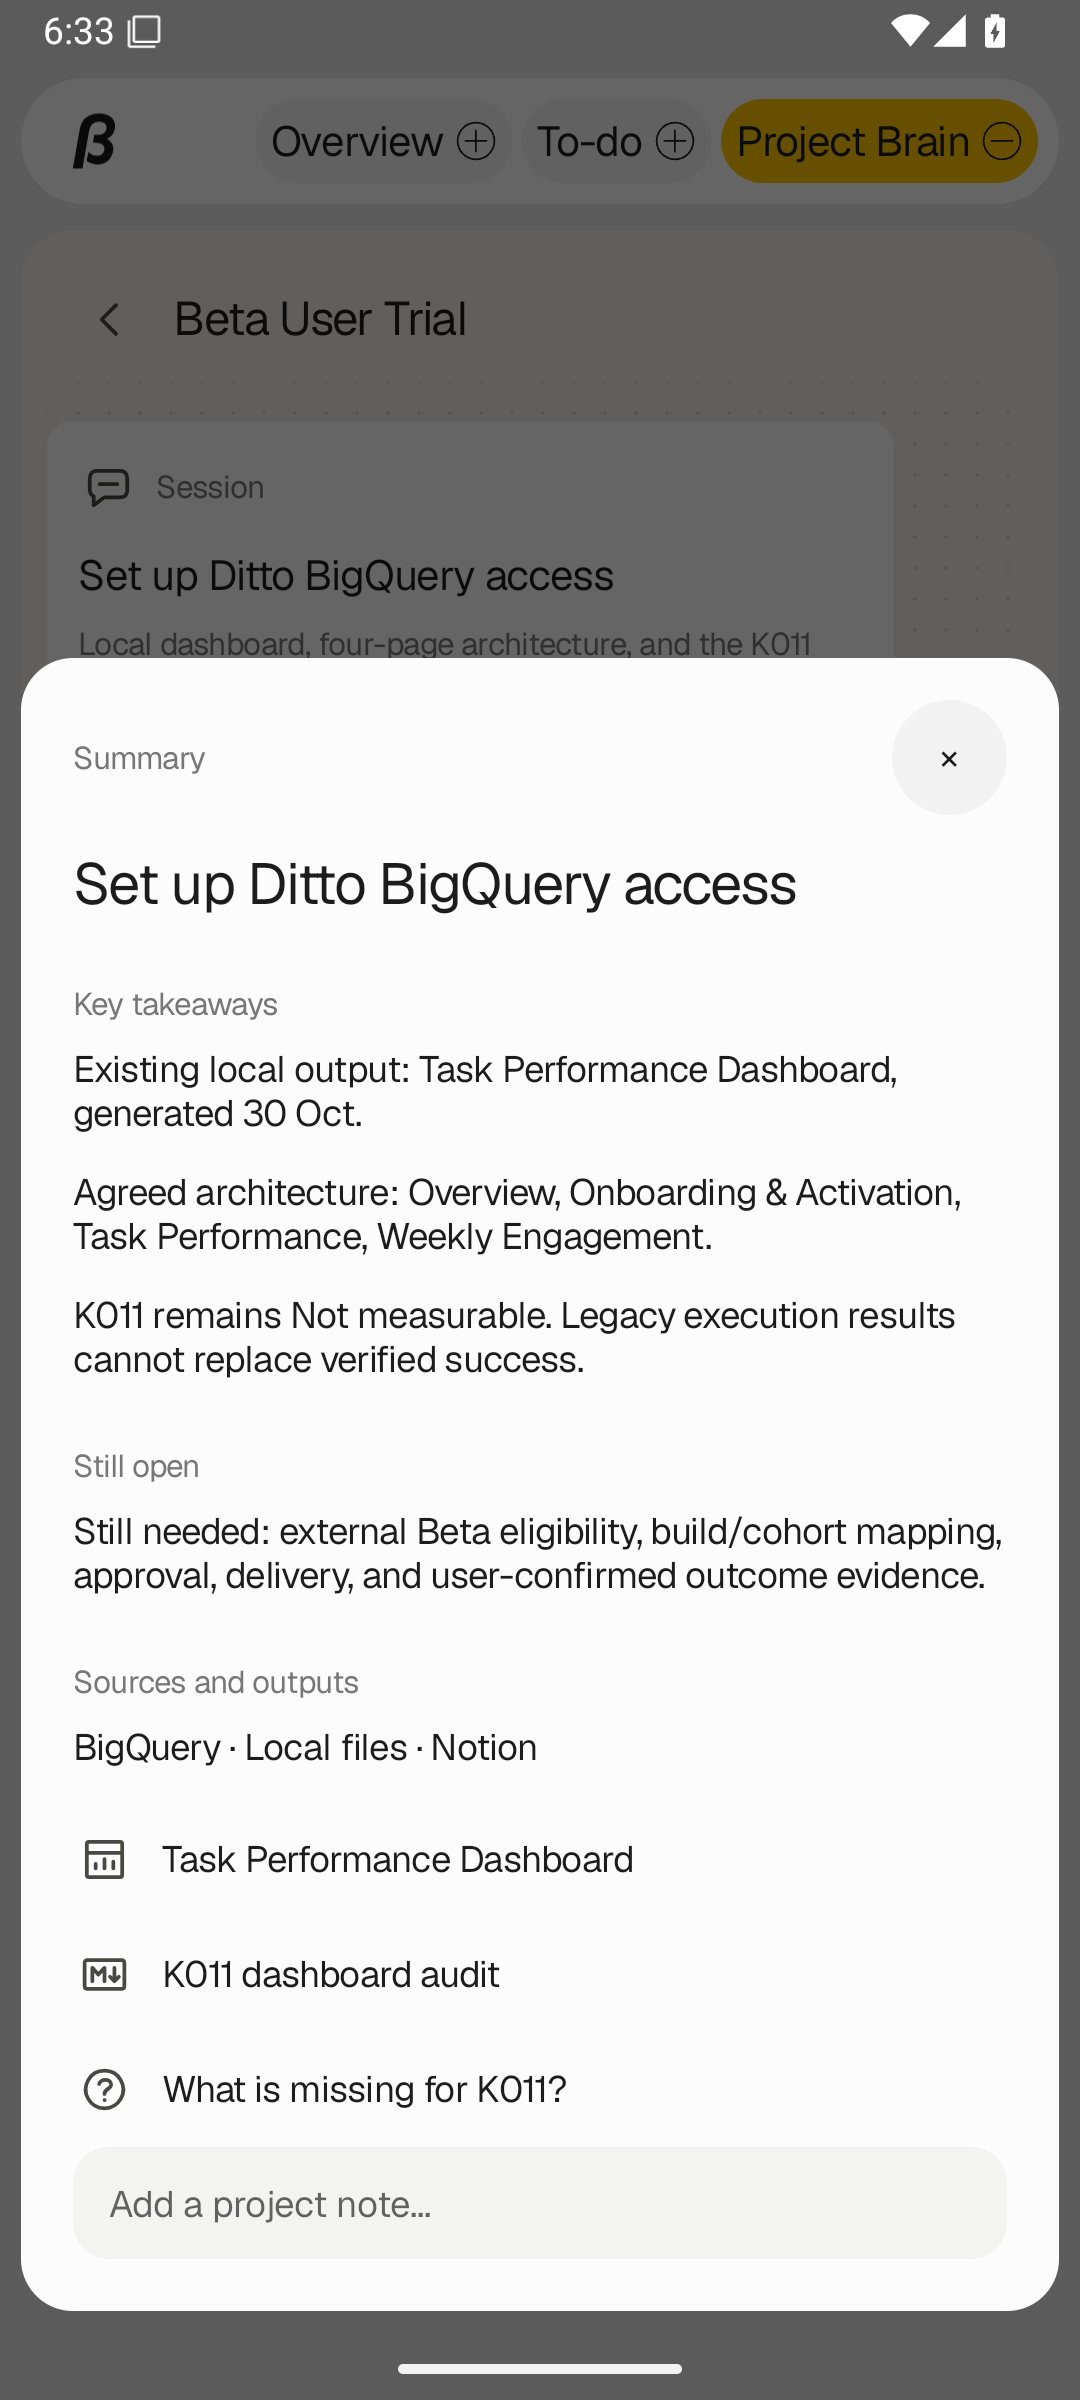 6:33
β
Overview
To-do
Project Brain
Beta User Trial
Session
Set up Ditto BigQuery access
Local dashboard, four-page architecture, and the K011
Summary
×
Set up Ditto BigQuery access
Key takeaways
Existing local output: Task Performance Dashboard,
generated 30 Oct.
Agreed architecture: Overview, Onboarding & Activation,
Task Performance, Weekly Engagement.
K011 remains Not measurable. Legacy execution results
cannot replace verified success.
Still open
Still needed: external Beta eligibility, build/cohort mapping,
approval, delivery, and user-confirmed outcome evidence.
Sources and outputs
BigQuery · Local files · Notion
Task Performance Dashboard
K011 dashboard audit
What is missing for K011?
Add a project note...